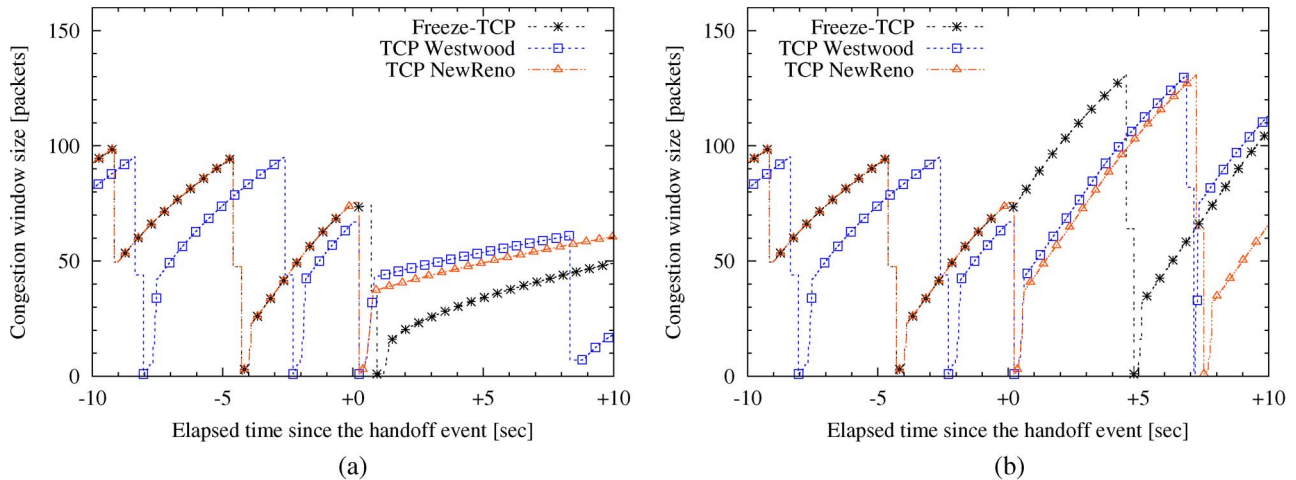 150
100
50
0
Congestion window size [packets]
Freeze-TCP
TCP Westwood
TCP NewReno
-10 -5 +0 +5 +10
Elapsed time since the handoff event [sec]
(a)
150
100
50
0
Congestion window size [packets]
Freeze-TCP
TCP Westwood
TCP NewReno
-10 -5 +0 +5 +10
Elapsed time since the handoff event [sec]
(b)